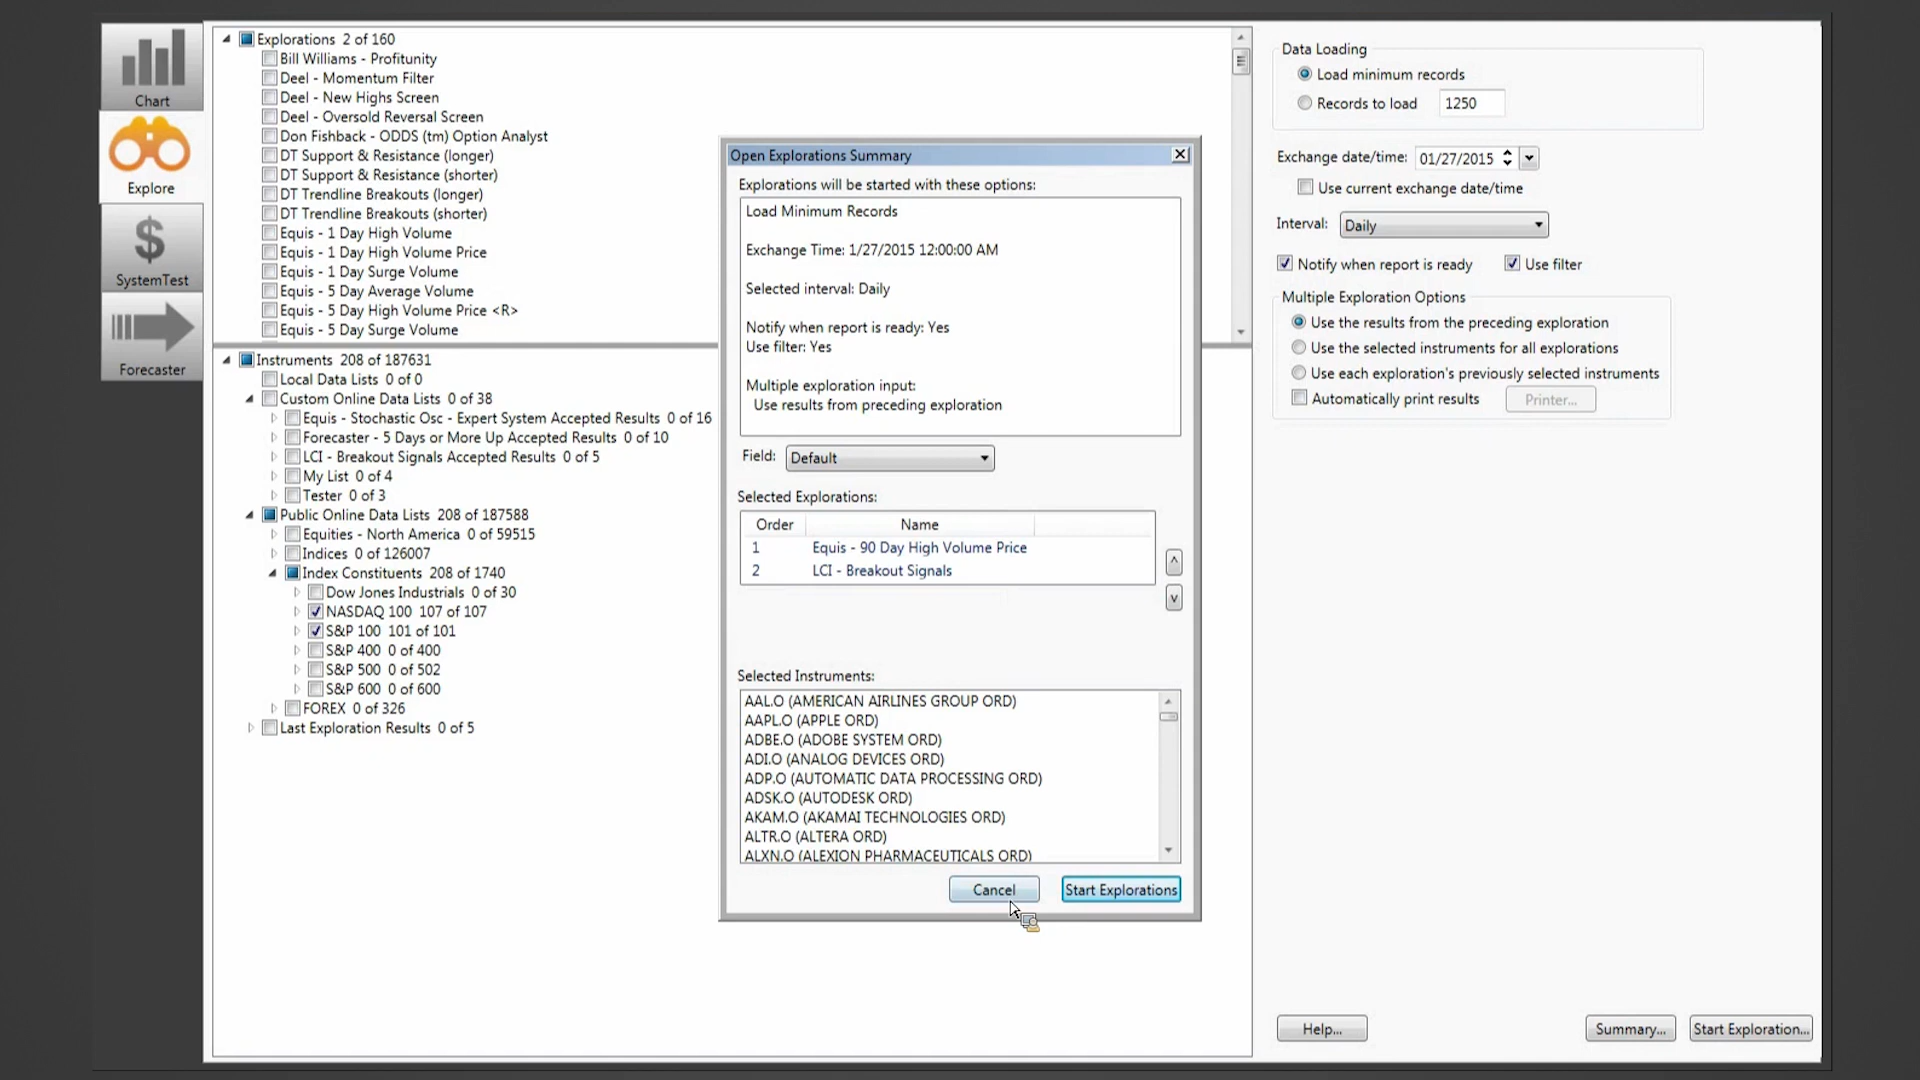 Chart
Explore
SystemTest
Forecaster
Explorations 2 of 160
Bill Williams - Profitunity
Deel - Momentum Filter
Deel - New Highs Screen
Deel - Oversold Reversal Screen
Don Fishback - ODDS (tm) Option Analyst
DT Support & Resistance (longer)
DT Support & Resistance (shorter)
DT Trendline Breakouts (longer)
DT Trendline Breakouts (shorter)
Equis - 1 Day High Volume
Equis - 1 Day High Volume Price
Equis - 1 Day Surge Volume
Equis - 5 Day Average Volume
Equis - 5 Day High Volume Price <R>
Equis - 5 Day Surge Volume
Instruments 208 of 187631
Local Data Lists 0 of 0
Custom Online Data Lists 0 of 38
Equis - Stochastic Osc - Expert System Accepted Results 0 of 16
Forecaster - 5 Days or More Up Accepted Results 0 of 10
LCI - Breakout Signals Accepted Results 0 of 5
My List 0 of 4
Tester 0 of 3
Public Online Data Lists 208 of 187588
Equities - North America 0 of 59515
Indices 0 of 126007
Index Constituents 208 of 1740
Dow Jones Industrials 0 of 30
NASDAQ 100 107 of 107
S&P 100 101 of 101
S&P 400 0 of 400
S&P 500 0 of 502
S&P 600 0 of 600
FOREX 0 of 326
Last Exploration Results 0 of 5
Open Explorations Summary
Explorations will be started with these options:
Load Minimum Records
Exchange Time: 1/27/2015 12:00:00 AM
Selected interval: Daily
Notify when report is ready: Yes
Use filter: Yes
Multiple exploration input:
Use results from preceding exploration
Field: Default
Selected Explorations:
Order Name
1 Equis - 90 Day High Volume Price
2 LCI - Breakout Signals
Selected Instruments:
AAL.O (AMERICAN AIRLINES GROUP ORD)
AAPL.O (APPLE ORD)
ADBE.O (ADOBE SYSTEM ORD)
ADI.O (ANALOG DEVICES ORD)
ADP.O (AUTOMATIC DATA PROCESSING ORD)
ADSK.O (AUTODESK ORD)
AKAM.O (AKAMAI TECHNOLOGIES ORD)
ALTR.O (ALTERA ORD)
ALXN.O (ALEXION PHARMACEUTICALS ORD)
Cancel Start Explorations
Data Loading
Load minimum records
Records to load 1250
Exchange date/time: 01/27/2015
Use current exchange date/time
Interval: Daily
Notify when report is ready Use filter
Multiple Exploration Options
Use the results from the preceding exploration
Use the selected instruments for all explorations
Use each exploration's previously selected instruments
Automatically print results Printer...
Help... Summary... Start Exploration...